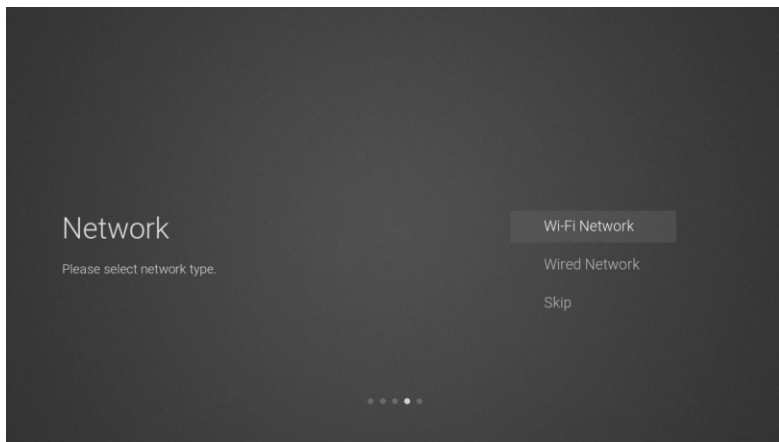 Network
Please select network type.
Wi-Fi Network
Wired Network
Skip